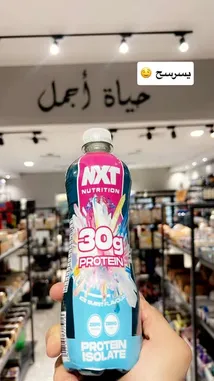 يسرسح 😉
حياة أجمل
NXT
NUTRITION
30g
PROTEIN
PROTEIN
ISOLATE